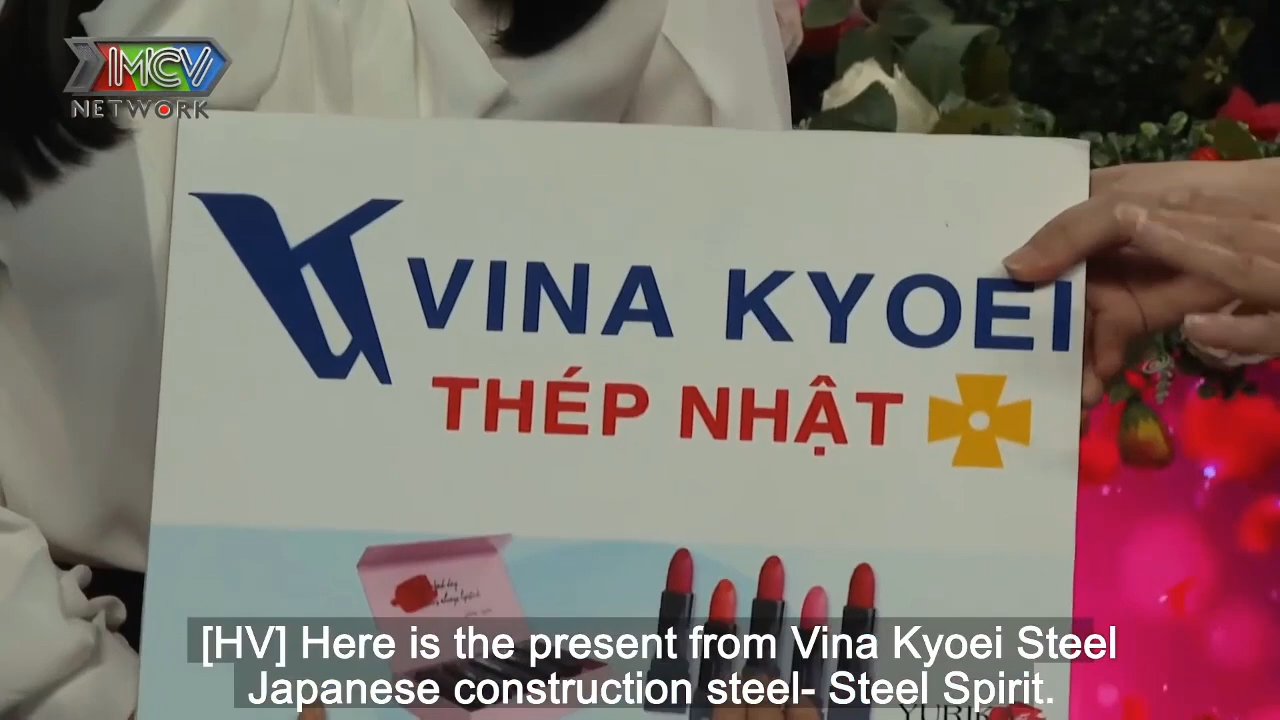 MCV
NETWORK
VINA KYOEI
THÉP NHẬT
[HV] Here is the present from Vina Kyoei Steel
Japanese construction steel- Steel Spirit.